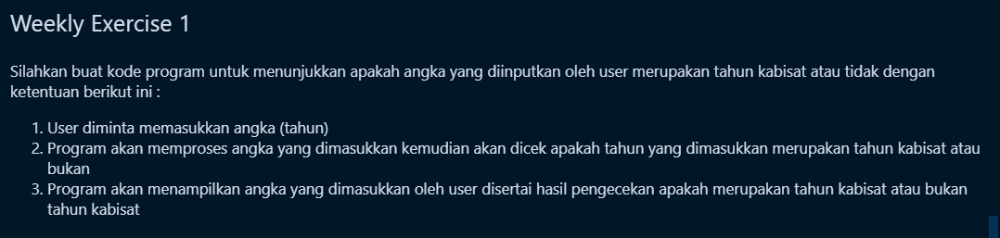 Weekly Exercise 1
Silahkan buat kode program untuk menunjukkan apakah angka yang diinputkan oleh user merupakan tahun kabisat atau tidak dengan
ketentuan berikut ini :
1. User diminta memasukkan angka (tahun)
2. Program akan memproses angka yang dimasukkan kemudian akan dicek apakah tahun yang dimasukkan merupakan tahun kabisat atau
bukan
3. Program akan menampilkan angka yang dimasukkan oleh user disertai hasil pengecekan apakah merupakan tahun kabisat atau bukan
tahun kabisat